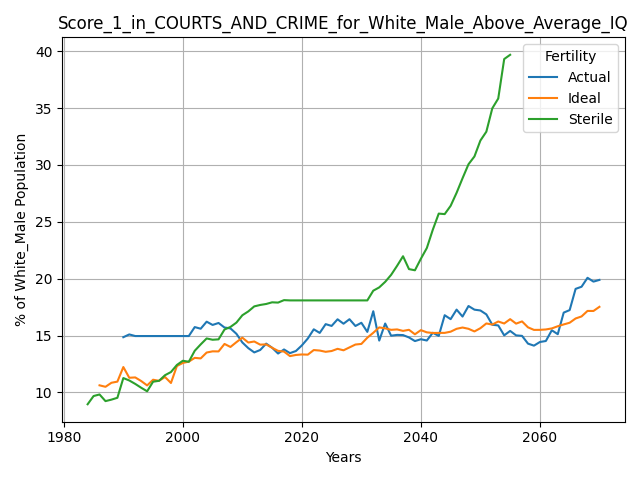 Score_1_in_COURTS_AND_CRIME_for_White_Male_Above_Average_IQ
% of White_Male Population
40
35
30
25
20
15
10
Fertility
Actual
Ideal
Sterile
1980
2000
2020
2040
2060
Years